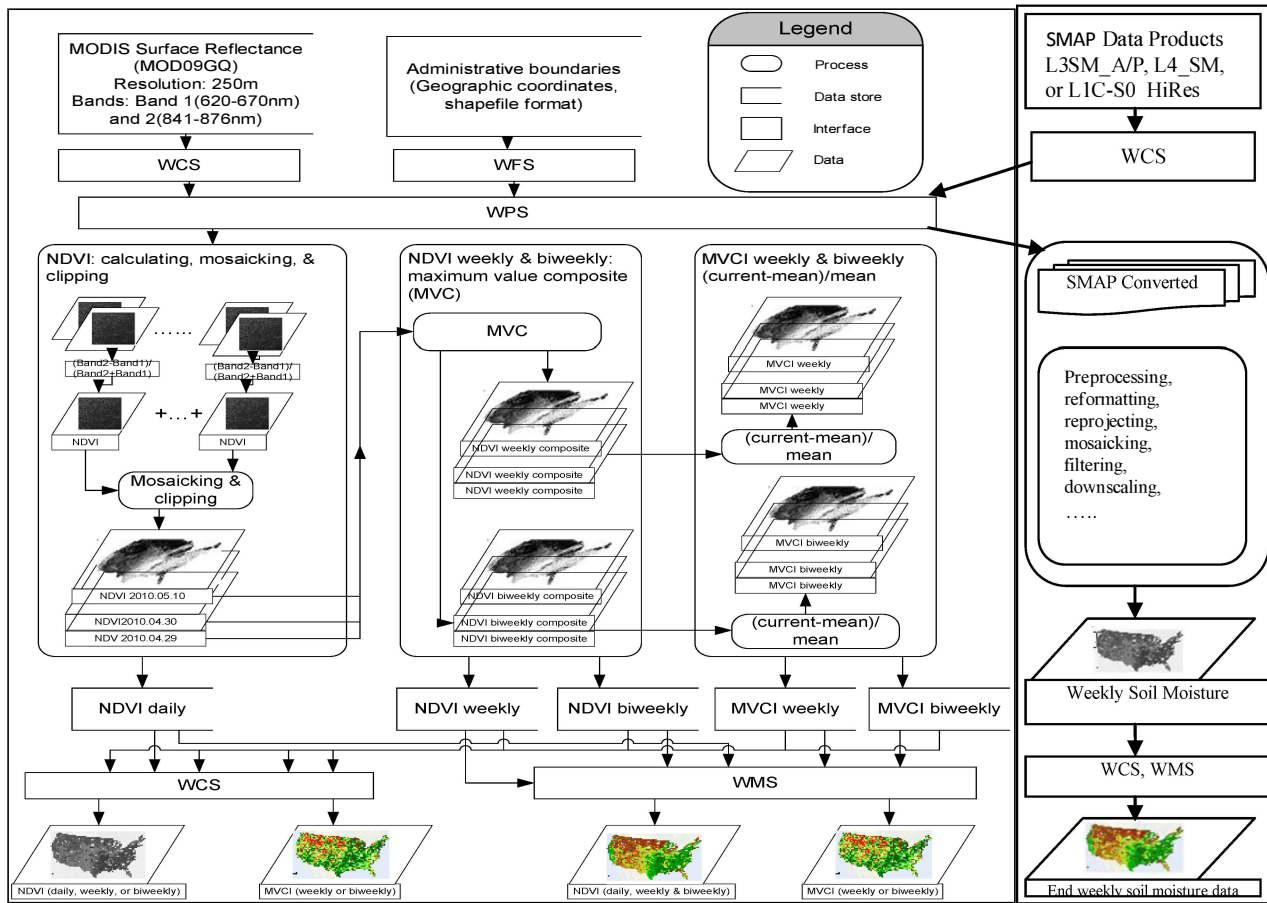 MODIS Surface Reflectance
(MOD09GQ)
Resolution: 250m
Bands: Band 1(620-670nm)
and 2(841-876nm)
Administrative boundaries
(Geographic coordinates,
shapefile format)
Legend
Process
Data store
Interface
Data
WCS
WFS
WPS
NDVI: calculating, mosaicking, &
clipping
......
(Band2-Band1)/
(Band2+Band1)
(Band2-Band1)/
(Band2+Band1)
+...+
NDVI
NDVI
Mosaicking &
clipping
NDVI 2010.05.10
NDVI2010.04.30
NDV 2010.04.29
NDVI weekly & biweekly:
maximum value composite
(MVC)
MVC
NDVI weekly composite
NDVI weekly composite
NDVI weekly composite
NDVI biweekly composite
NDVI biweekly composite
NDVI biweekly composite
MVCI weekly & biweekly
(current-mean)/mean
MVCI weekly
MVCI weekly
MVCI weekly
(current-mean)/
mean
MVCI biweekly
MVCI biweekly
MVCI biweekly
(current-mean)/
mean
NDVI daily
NDVI weekly
NDVI biweekly
MVCI weekly
MVCI biweekly
WCS
WMS
NDVI (daily, weekly, or biweekly)
MVCI (weekly or biweekly)
NDVI (daily, weekly & biweekly)
MVCI (weekly or biweekly)
SMAP Data Products
L3SM_A/P, L4_SM,
or L1C-S0_HiRes
WCS
SMAP Converted
Preprocessing,
reformatting,
reprojecting,
mosaicking,
filtering,
downscaling,
.....
Weekly Soil Moisture
WCS, WMS
End weekly soil moisture data